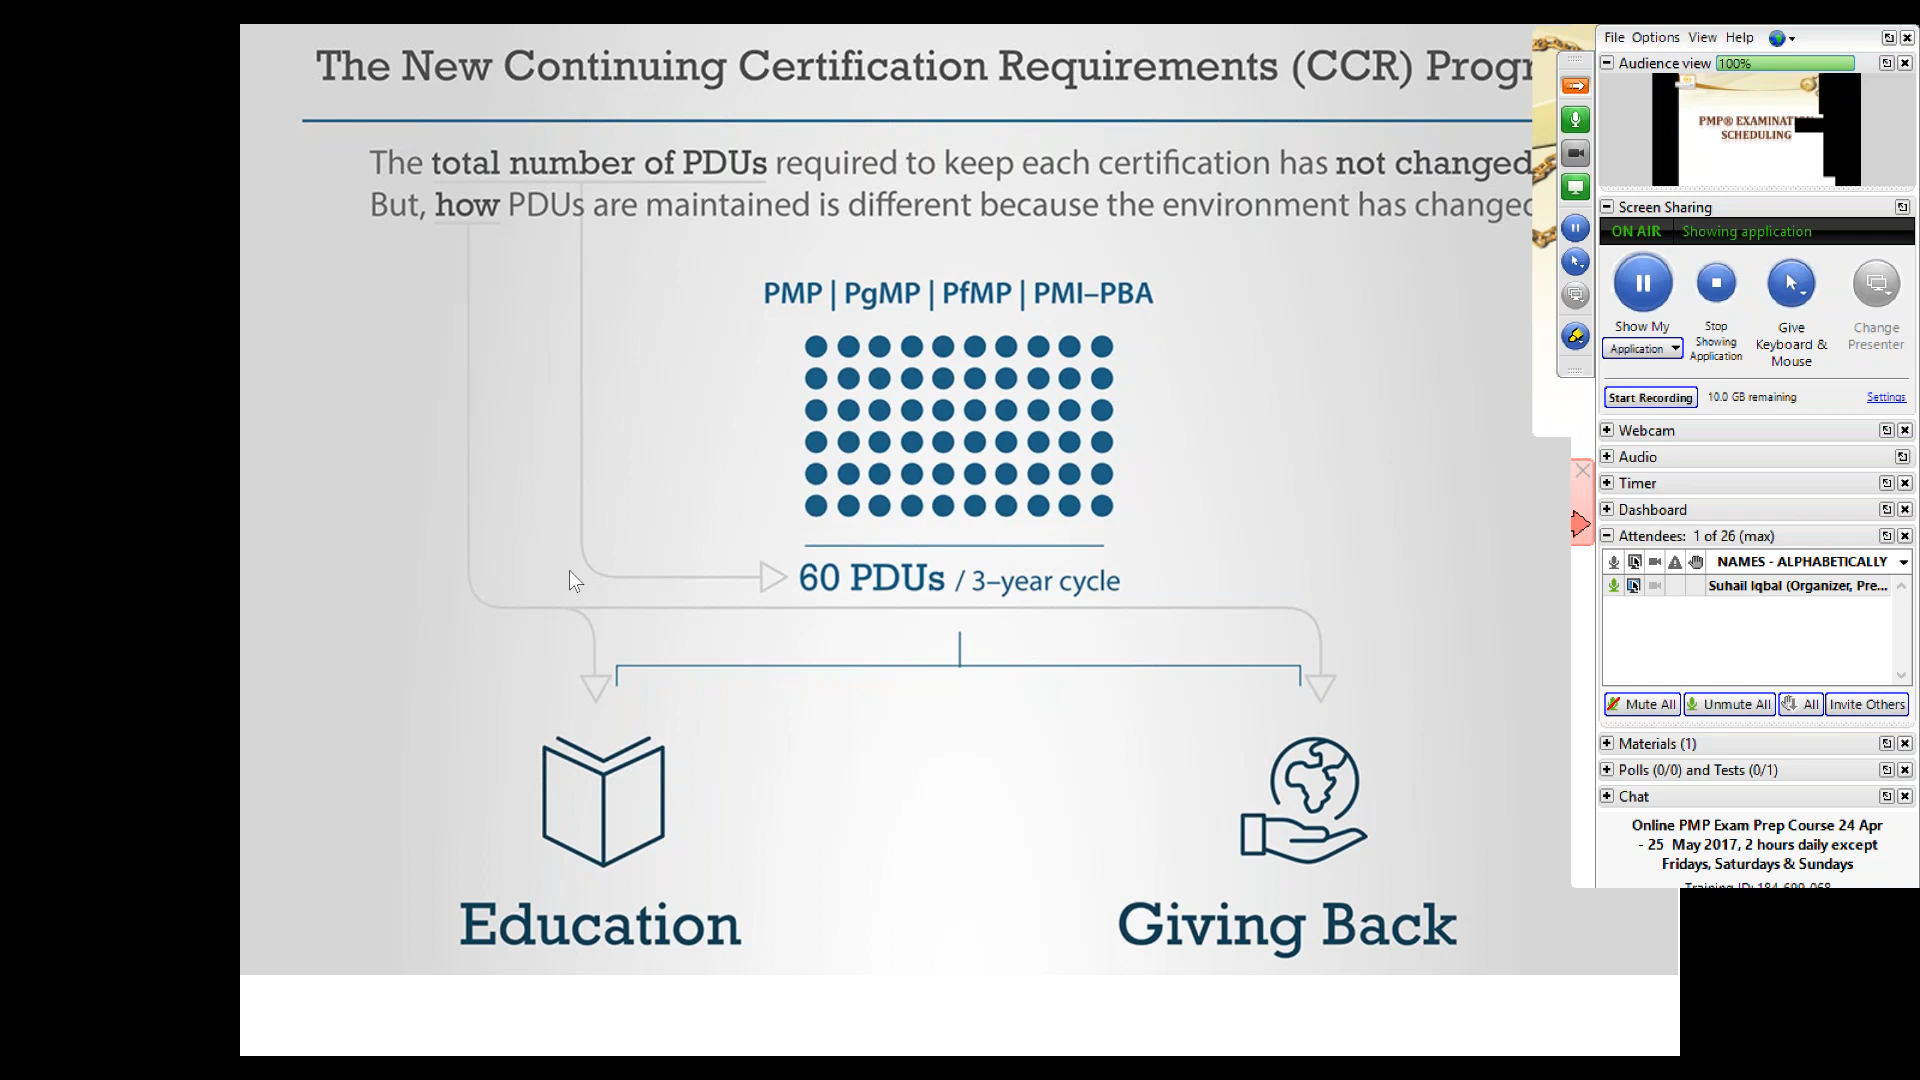 The New Continuing Certification Requirements (CCR)
The total number of PDUs required to keep each certification has not changed
But, how PDUs are maintained is different because the environment has changed
PMP | PgMP | PfMP | PMI–PBA
60 PDUs / 3–year cycle
Education
Giving Back
File Options View Help
Audience view 100%
PMP® EXAMINAT
SCHEDULING
Screen Sharing
ON AIR Showing application
Show My
Application
Stop
Showing
Application
Give
Keyboard &
Mouse
Change
Presenter
Start Recording 10.0 GB remaining Settings
Webcam
Audio
Timer
Dashboard
Attendees: 1 of 26 (max)
NAMES - ALPHABETICALLY
Suhail Iqbal (Organizer, Pre...
Mute All Unmute All All Invite Others
Materials (1)
Polls (0/0) and Tests (0/1)
Chat
Online PMP Exam Prep Course 24 Apr
- 25 May 2017, 2 hours daily except
Fridays, Saturdays & Sundays